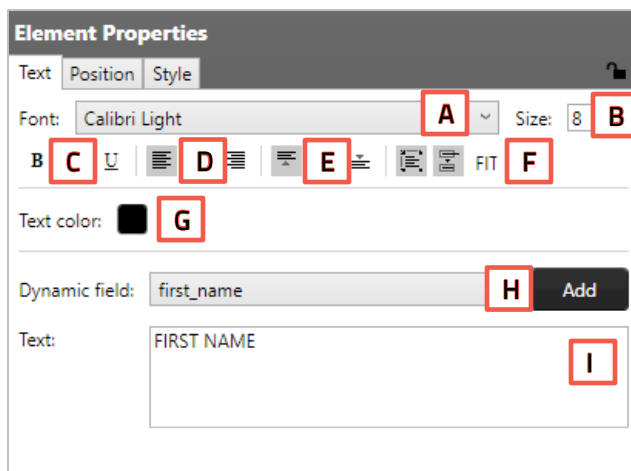 Element Properties
Text Position Style
Font: Calibri Light A Size: 8 B
B C U D E FIT F
Text color: G
Dynamic field: first_name H Add
Text: FIRST NAME I